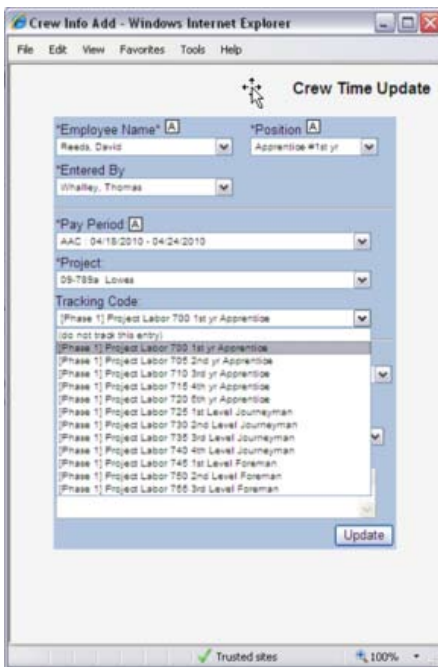 Crew Info Add - Windows Internet Explorer
File Edit View Favorites Tools Help
Crew Time Update
*Employee Name* A *Position A
Reeds, David Apprentice #1st yr
*Entered By
Whalley, Thomas
*Pay Period A
AAC : 04/18/2010 - 04/24/2010
*Project:
09-789a Lowes
Tracking Code:
[Phase 1] Project Labor 700 1st yr Apprentice
(do not track this entry)
[Phase 1] Project Labor 700 1st yr Apprentice
[Phase 1] Project Labor 705 2nd yr Apprentice
[Phase 1] Project Labor 710 3rd yr Apprentice
[Phase 1] Project Labor 715 4th yr Apprentice
[Phase 1] Project Labor 720 5th yr Apprentice
[Phase 1] Project Labor 725 1st Level Journeyman
[Phase 1] Project Labor 730 2nd Level Journeyman
[Phase 1] Project Labor 735 3rd Level Journeyman
[Phase 1] Project Labor 740 4th Level Journeyman
[Phase 1] Project Labor 745 1st Level Foreman
[Phase 1] Project Labor 750 2nd Level Foreman
[Phase 1] Project Labor 755 3rd Level Foreman
Update
Trusted sites 100%